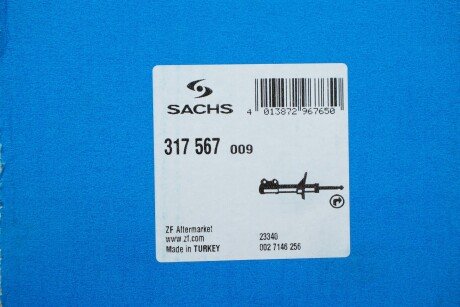 SACHS
4 013872 967650
317 567 009
ZF Aftermarket
www.zf.com
Made in TURKEY
23340
002 7146 256